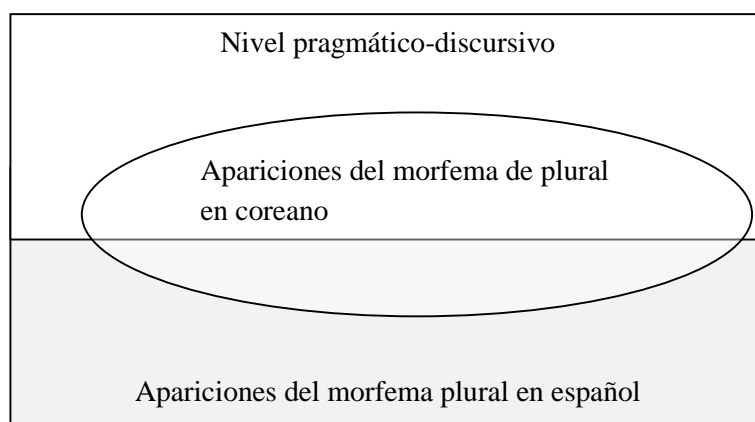 Nivel pragmático-discursivo
Apariciones del morfema de plural
en coreano
Apariciones del morfema plural en español